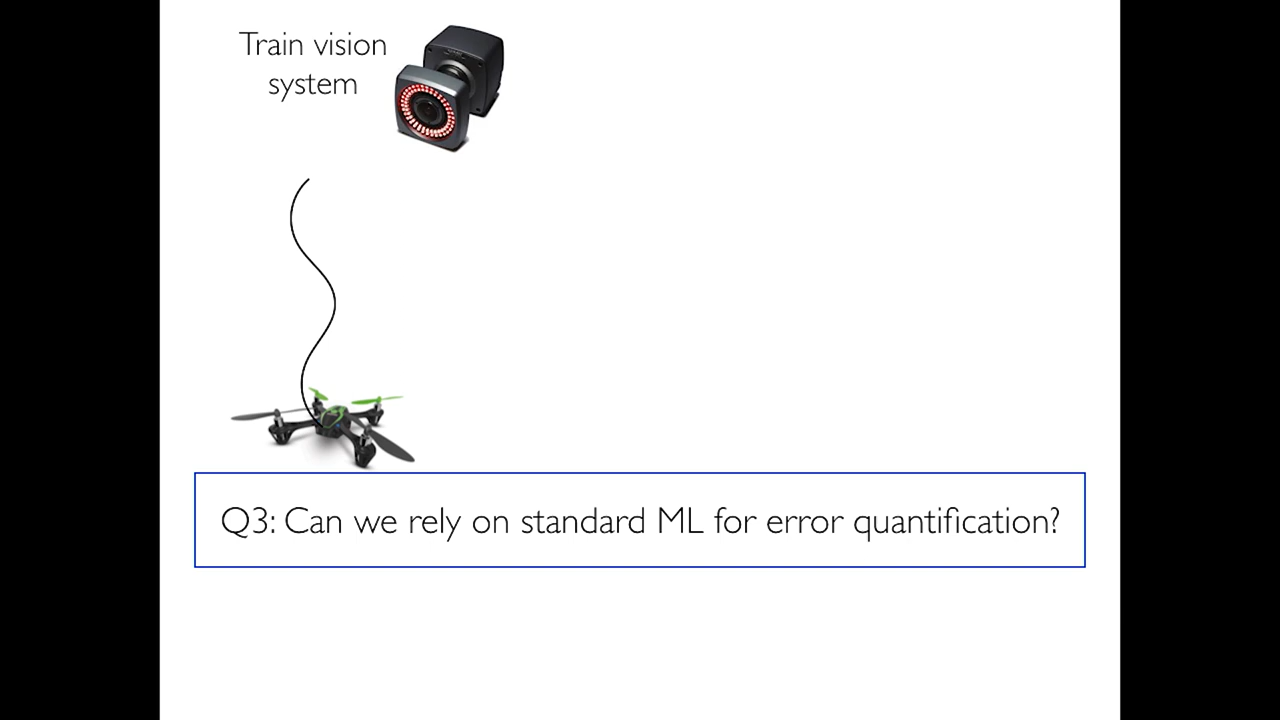 Train vision
system
Q3: Can we rely on standard ML for error quantification?